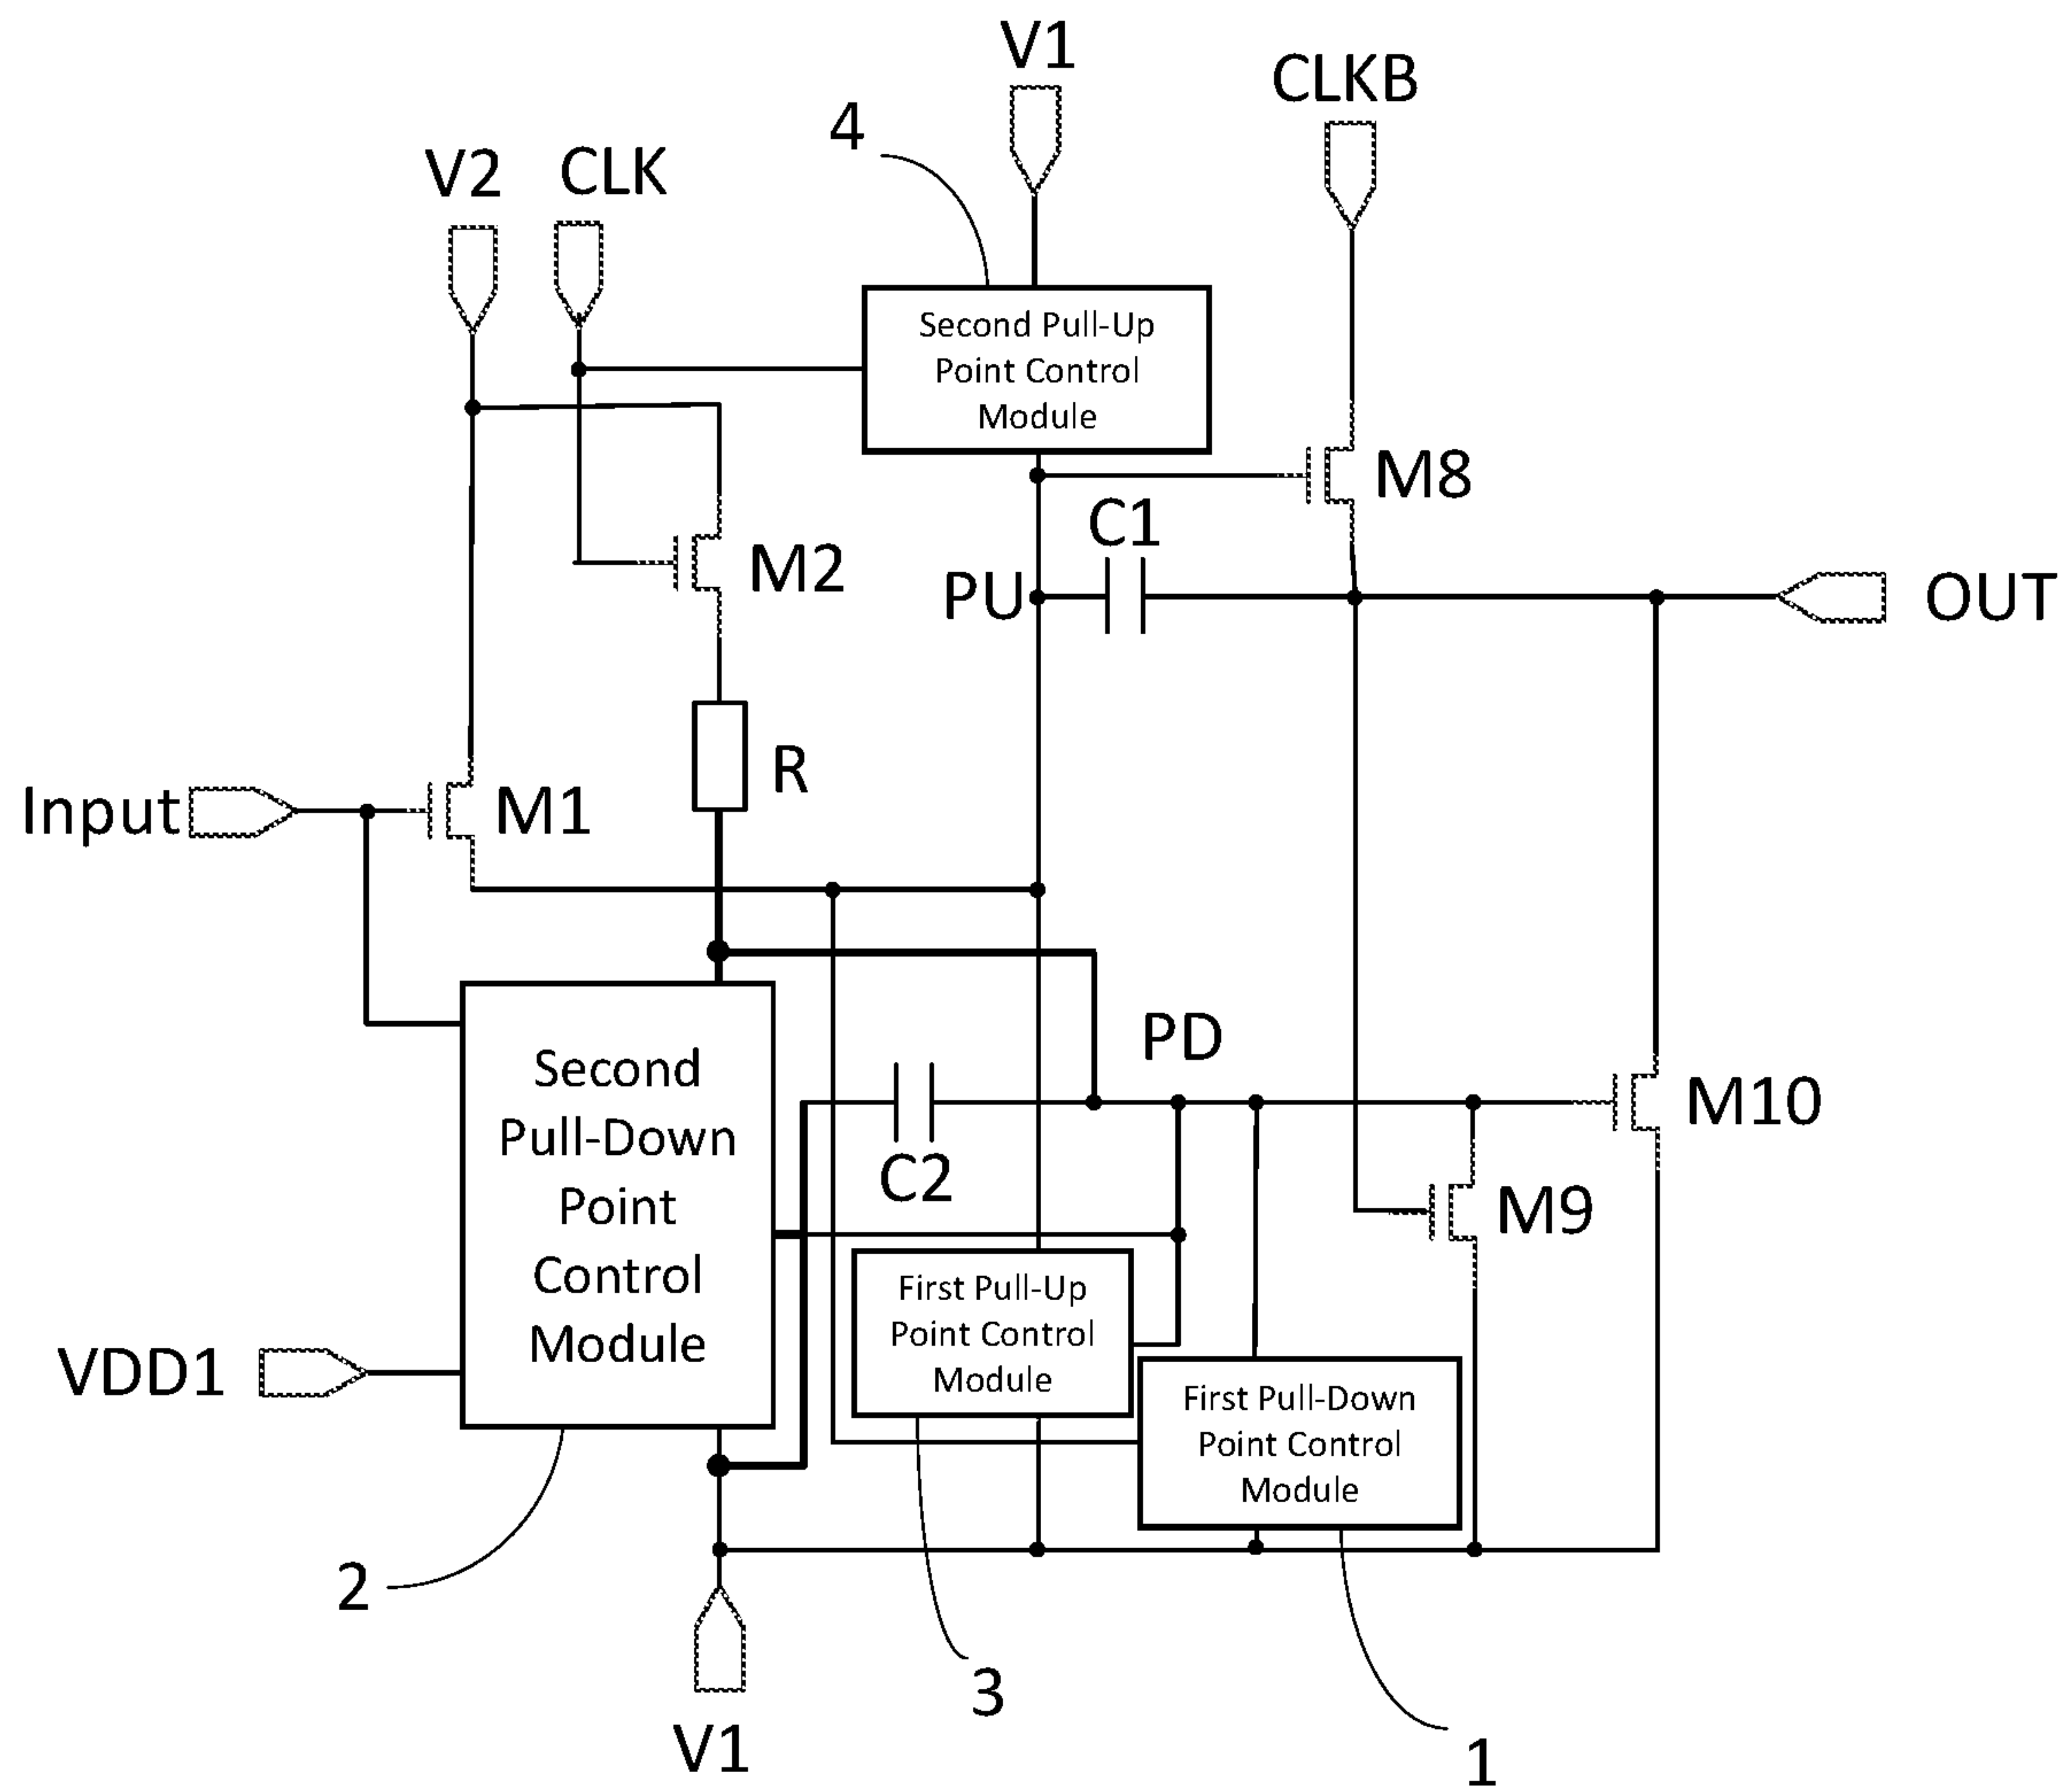 V1
CLKB
4
V2
CLK
Second Pull-Up
Point Control
Module
M8
C1
M2
PU
OUT
R
Input
M1
PD
Second
Pull-Down
Point
Control
Module
M10
C2
M9
First Pull-Up
Point Control
Module
VDD1
First Pull-Down
Point Control
Module
2
3
V1
1